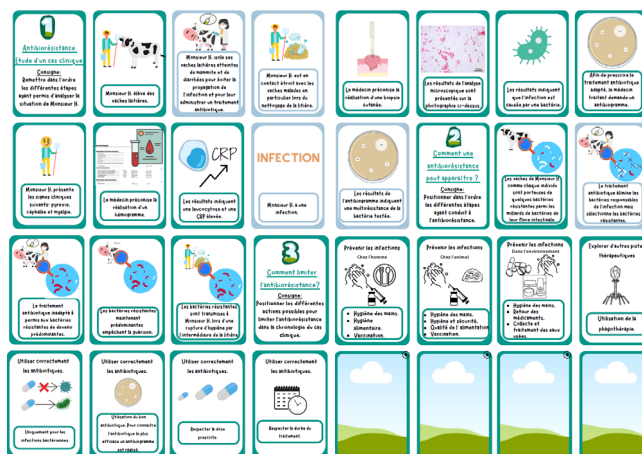 1
Antibiorésistance,
Etude d'un cas clinique.
Consigne:
Remettre dans l'ordre
les différentes étapes
ayant permis d'analyser la
situation de Monsieur H.
Monsieur H. élève des
vaches laitières.
Monsieur H. isole ses
vaches laitières atteintes
de mammite et de
diarrhées pour éviter la
propagation de
l'infection et pour leur
administrer un traitement
antibiotique.
Monsieur H. est en
contact étroit avec les
vaches malades en
particulier lors du
nettoyage de la litière.
Le médecin préconise la
réalisation d'une biopsie
cutanée.
Les résultats de l'analyse
microscopique sont
présentés sur la
photographie ci-dessus.
Les résultats indiquent
que l'infection est
causée par une bactérie.
Afin de prescrire le
traitement antibiotique
adapté, le médecin
traitant demande un
antibiogramme.
Monsieur H. présente
les signes cliniques
suivants: pyrexie,
céphalée et myalgie.
Le médecin préconise la
réalisation d'un
hémogramme.
CRP
Les résultats indiquent
une leucocytose et une
CRP élevée.
INFECTION
Monsieur H. a une
infection.
Les résultats de
l'antibiogramme indiquent
une multirésistance de la
bactérie testée.
2
Comment une
antibiorésistance
peut apparaître ?
Consigne:
Positionner dans l'ordre
les différentes étapes
ayant conduit à
l'antibiorésistance.
Les vaches de Monsieur H
comme chaque individu
sont porteuses de
quelques bactéries
résistantes parmi les
milliards de bactéries de
leur flore intestinale.
Le traitement
antibiotique élimine les
bactéries responsables
de l'infection mais
sélectionne les bactéries
résistantes.
Le traitement
antibiotique inadapté a
permis aux bactéries
résistantes de devenir
prédominantes.
Les bactéries résistantes
maintenant
prédominantes
empêchent la guérison.
Les bactéries résistantes
sont transmises à
Monsieur H. lors d'une
rupture d'hygiène par
l'intermédiaire de la litière.
3
Comment limiter
l'antibiorésistance?
Consigne:
Positionner les différentes
actions possibles pour
limiter l'antibiorésistance
dans la chronologie du cas
clinique.
Prévenir les infections
Chez l'homme
• Hygiène des mains.
• Hygiène
alimentaire.
• Vaccination.
Prévenir les infections
Chez l'animal
• Hygiène des mains.
• Hygiène et sécurité.
• Qualité de l'alimentation
• Vaccination.
Prévenir les infections
Dans l'environnement
• Hygiène des mains.
• Retour des
médicaments.
• Collecte et
traitement des eaux
usées.
Explorer d'autres pistes
thérapeutiques
Utilisation de la
phagothérapie.
Utiliser correctement
les antibiotiques.
Uniquement pour les
infections bactériennes.
Utiliser correctement
les antibiotiques.
Utilisation du bon
antibiotique. Pour connaître
l'antibiotique le plus
efficace un antibiogramme
est réalisé.
Utiliser correctement
les antibiotiques.
Respecter la dose
prescrite.
Utiliser correctement
les antibiotiques.
Respecter la durée du
traitement.